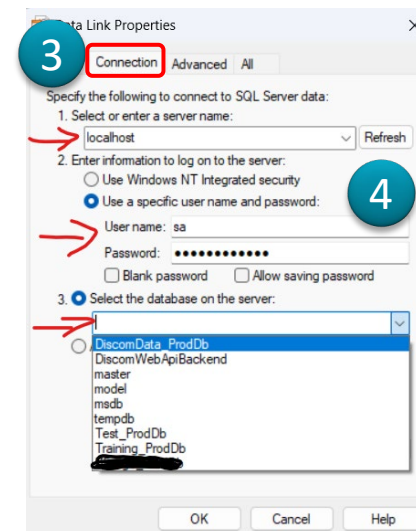 3
Data Link Properties
Connection Advanced All
Specify the following to connect to SQL Server data:
1. Select or enter a server name:
localhost Refresh
2. Enter information to log on to the server:
Use Windows NT Integrated security
Use a specific user name and password:
4
User name: sa
Password: ●●●●●●●●●●●●
Blank password Allow saving password
3. Select the database on the server:
DiscomData_ProdDb
DiscomWebApiBackend
master
model
msdb
tempdb
Test_ProdDb
Training_ProdDb
OK Cancel Help